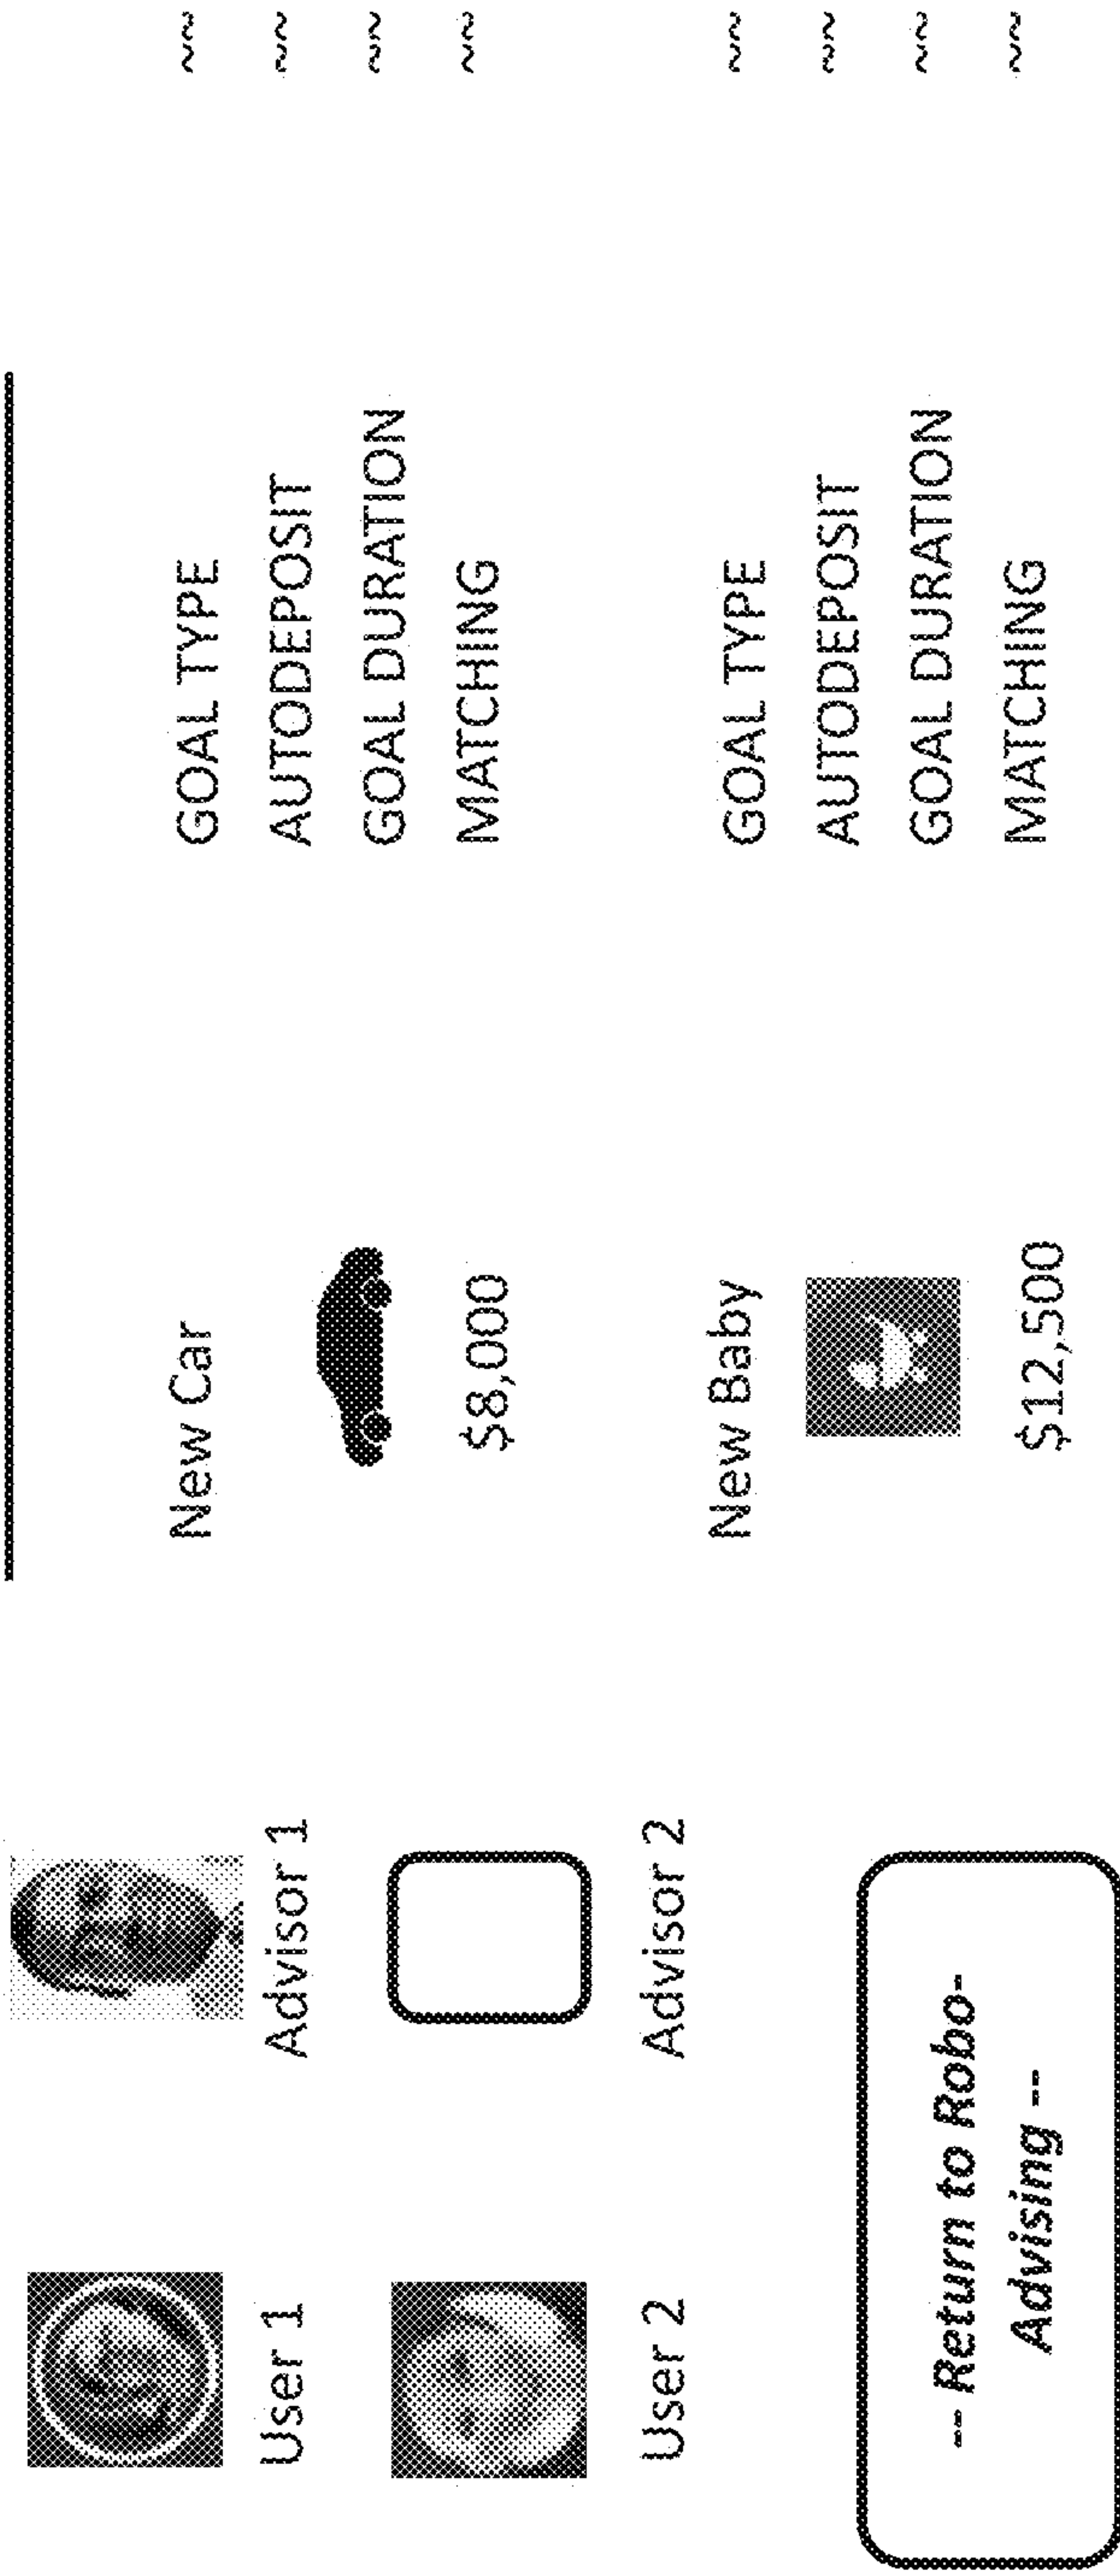 User 1
Advisor 1
User 2
Advisor 2
-- Return to Robo-
Advising --
New Car
$8,000
GOAL TYPE ~~
AUTODEPOSIT ~~
GOAL DURATION ~~
MATCHING ~~
New Baby
$12,500
GOAL TYPE ~~
AUTODEPOSIT ~~
GOAL DURATION ~~
MATCHING ~~